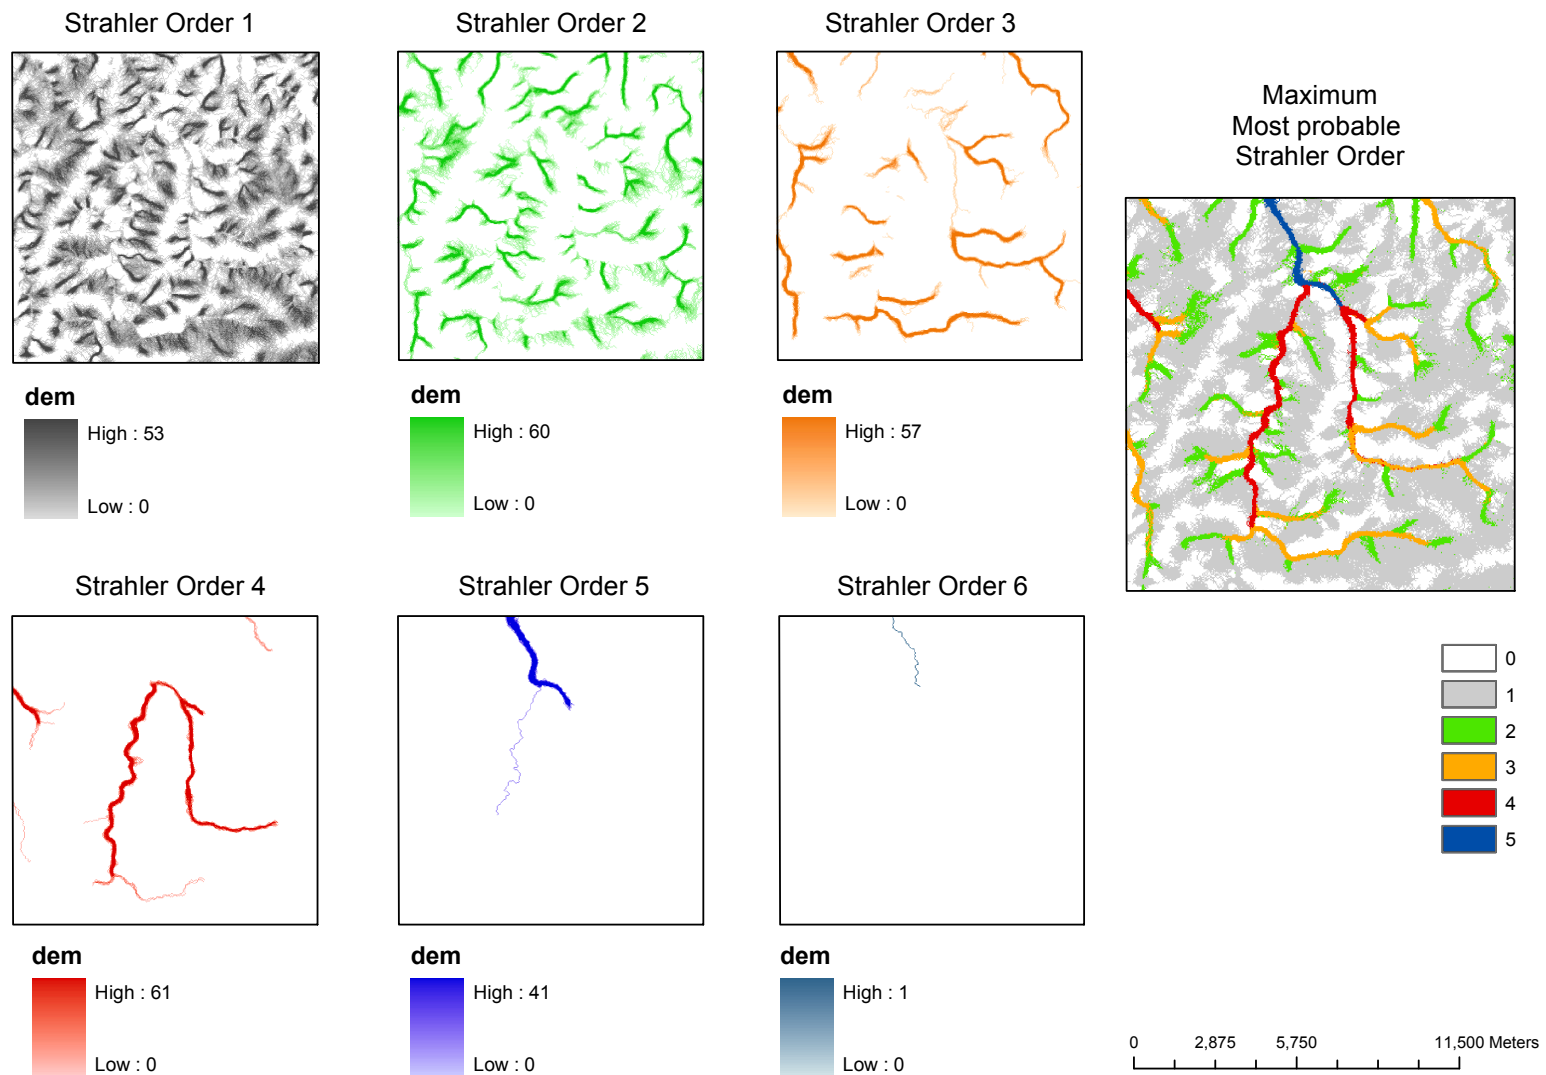 Strahler Order 1
Strahler Order 2
Strahler Order 3
Maximum
Most probable
Strahler Order
dem
High : 53
Low : 0
dem
High : 60
Low : 0
dem
High : 57
Low : 0
Strahler Order 4
Strahler Order 5
Strahler Order 6
0
1
2
3
4
5
dem
High : 61
Low : 0
dem
High : 41
Low : 0
dem
High : 1
Low : 0
0 2,875 5,750 11,500 Meters